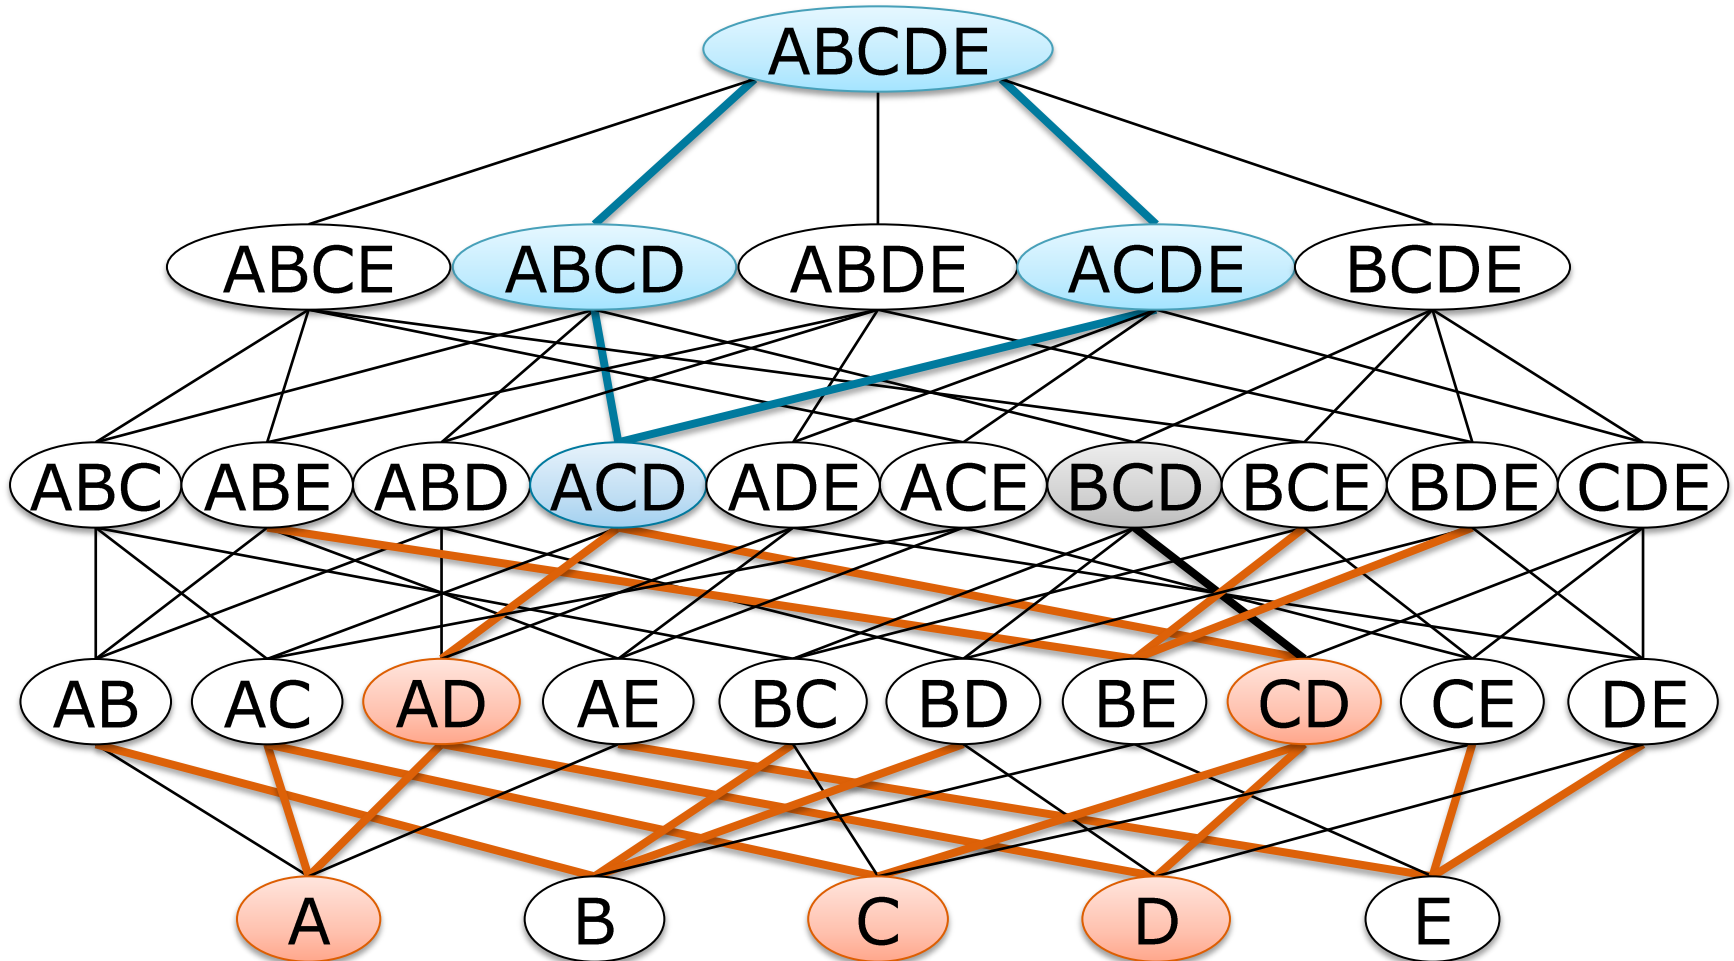 ABCDE
ABCE ABCD ABDE ACDE BCDE
ABC ABE ABD ACD ADE ACE BCD BCE BDE CDE
AB AC AD AE BC BD BE CD CE DE
A B C D E